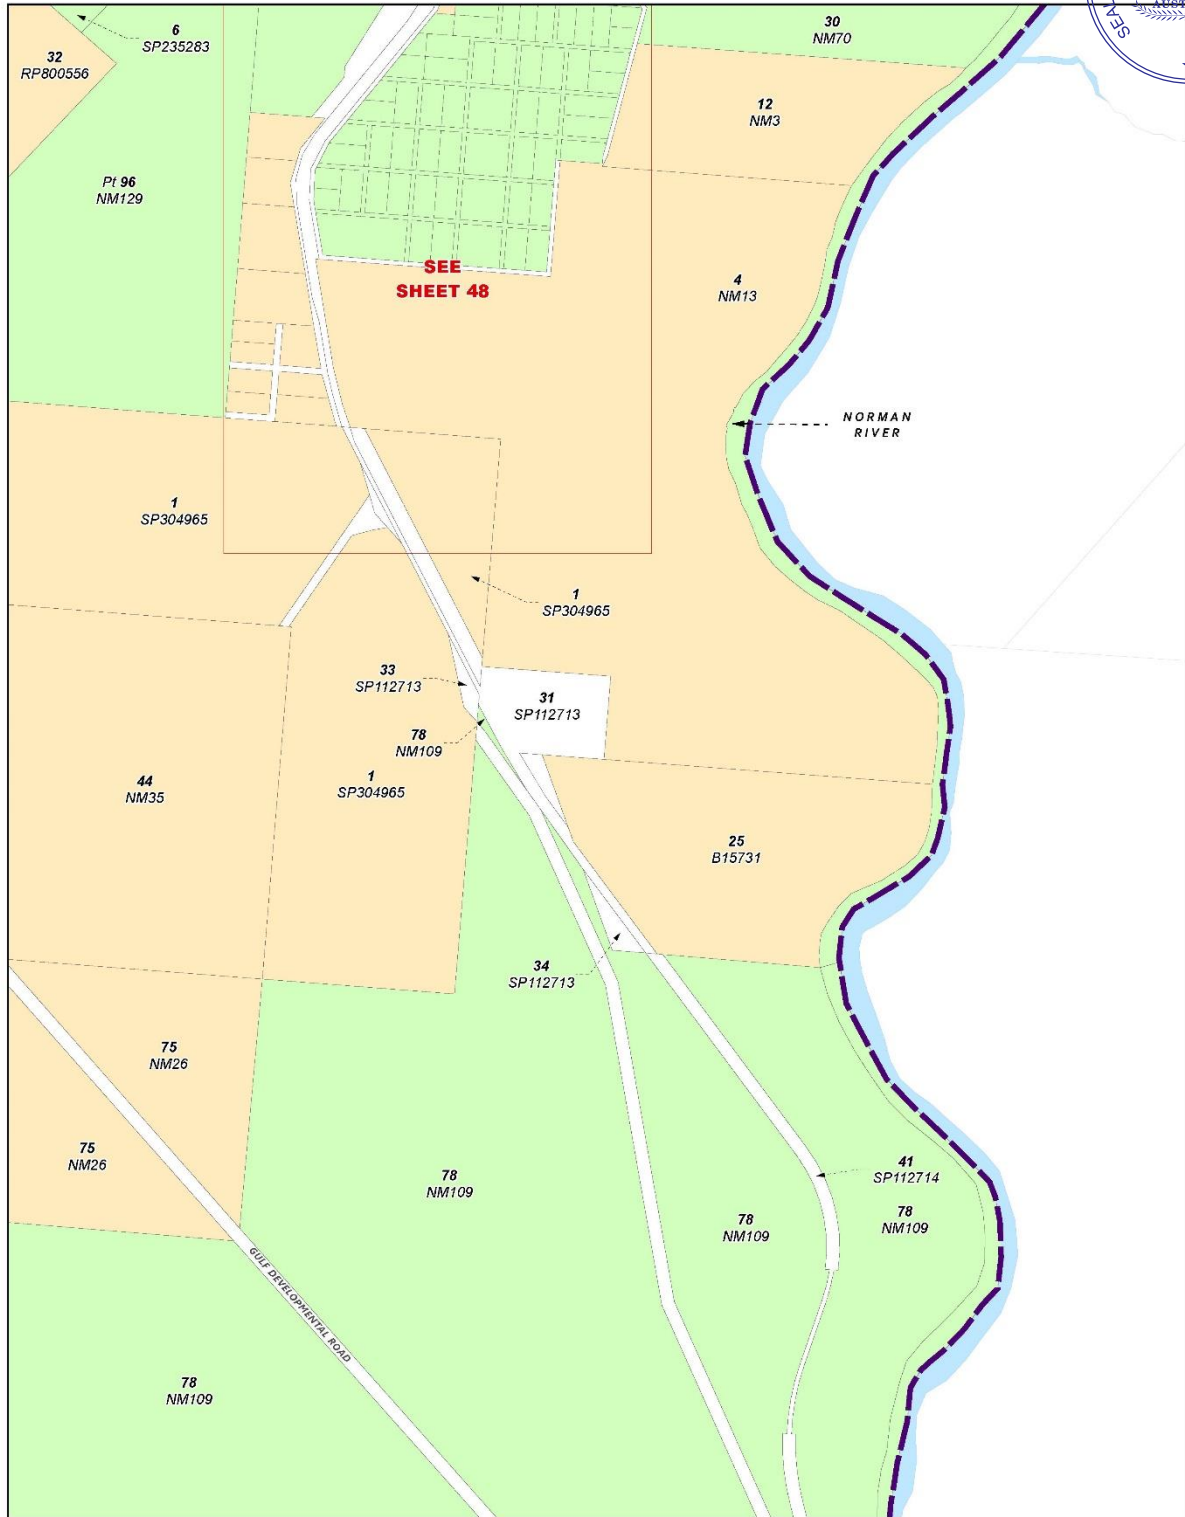 6
SP235283
30
NM70
AUST
SEAL
32
RP800556
12
NM3
Pt 96
NM129
SEE
SHEET 48
4
NM13
NORMAN
RIVER
1
SP304965
1
SP304965
33
SP112713
31
SP112713
78
NM109
44
NM35
1
SP304965
25
B15731
34
SP112713
75
NM26
75
NM26
78
NM109
41
SP112714
78
NM109
78
NM109
GULF DEVELOPMENTAL ROAD
78
NM109